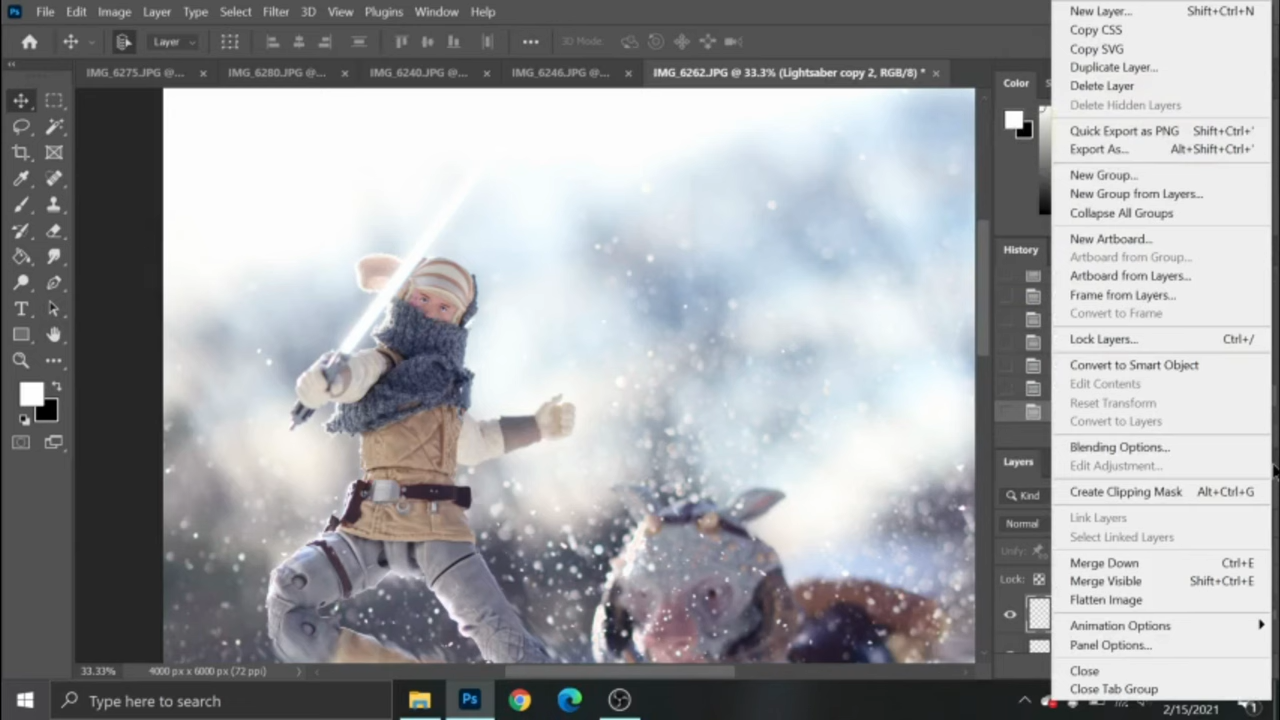 Ps File Edit Image Layer Type Select Filter 3D View Plugins Window Help
Layer 3D Mode:
IMG_6275.JPG @ ... × IMG_6280.JPG @ ... × IMG_6240.JPG @ ... × IMG_6246.JPG @ ... × IMG_6262.JPG @ 33.3% (Lightsaber copy 2, RGB/8) * ×
Color
History
Layers
Kind
Normal
Unify:
Lock:
New Layer... Shift+Ctrl+N
Copy CSS
Copy SVG
Duplicate Layer...
Delete Layer
Delete Hidden Layers
Quick Export as PNG Shift+Ctrl+'
Export As... Alt+Shift+Ctrl+'
New Group...
New Group from Layers...
Collapse All Groups
New Artboard...
Artboard from Group...
Artboard from Layers...
Frame from Layers...
Convert to Frame
Lock Layers... Ctrl+/
Convert to Smart Object
Edit Contents
Reset Transform
Convert to Layers
Blending Options...
Edit Adjustment...
Create Clipping Mask Alt+Ctrl+G
Link Layers
Select Linked Layers
Merge Down Ctrl+E
Merge Visible Shift+Ctrl+E
Flatten Image
Animation Options
Panel Options...
Close
Close Tab Group
33.33% 4000 px x 6000 px (72 ppi)
Type here to search
Ps
2/15/2021
1